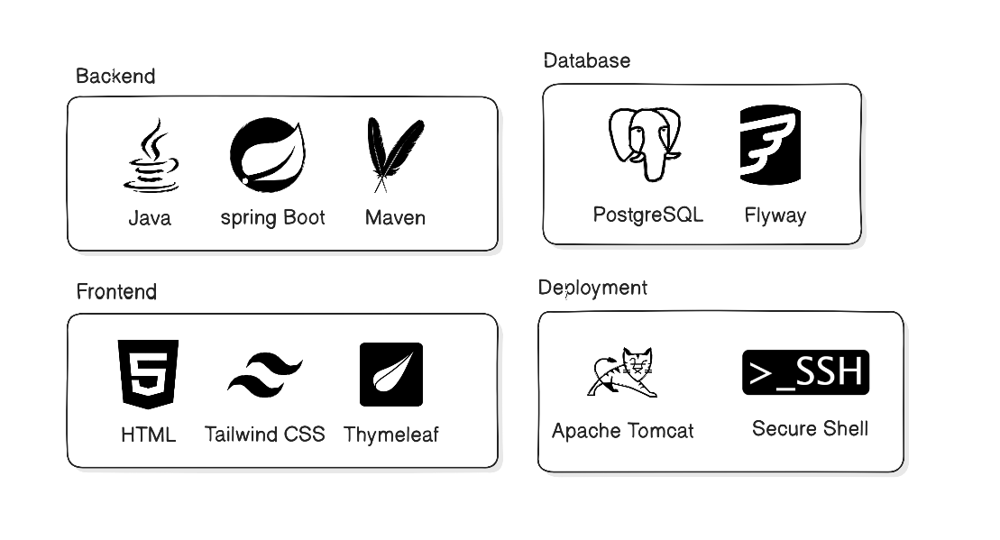 Backend
Java
spring Boot
Maven
Database
PostgreSQL
Flyway
Frontend
5
HTML
Tailwind CSS
Thymeleaf
Deployment
Apache Tomcat
>_SSH
Secure Shell